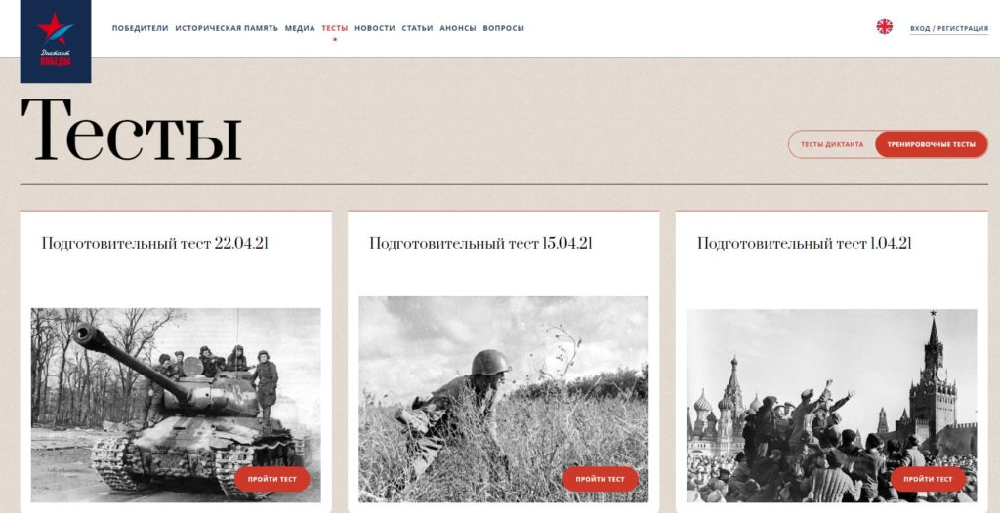 Диктант
ПОБЕДЫ
ПОБЕДИТЕЛИ ИСТОРИЧЕСКАЯ ПАМЯТЬ МЕДИА ТЕСТЫ НОВОСТИ СТАТЬИ АНОНСЫ ВОПРОСЫ
ВХОД / РЕГИСТРАЦИЯ
Тесты
ТЕСТЫ ДИКТАНТА ТРЕНИРОВОЧНЫЕ ТЕСТЫ
Подготовительный тест 22.04.21
ПРОЙТИ ТЕСТ
Подготовительный тест 15.04.21
ПРОЙТИ ТЕСТ
Подготовительный тест 1.04.21
ПРОЙТИ ТЕСТ